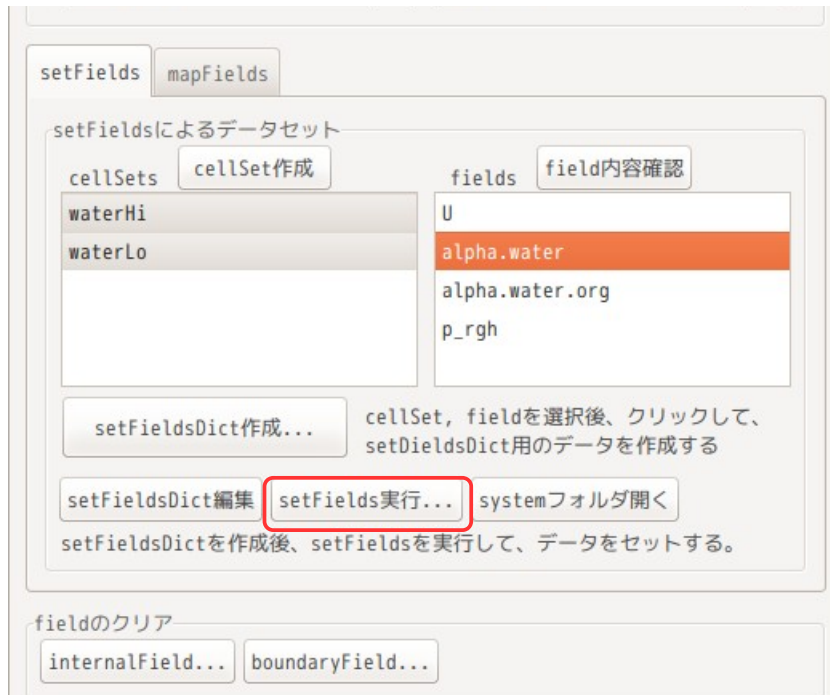 setFields mapFields
setFieldsによるデータセット
cellSets cellSet作成 fields field内容確認
waterHi U
waterLo alpha.water
alpha.water.org
p_rgh
setFieldsDict作成... cellSet, fieldを選択後、クリックして、
setDieldsDict用のデータを作成する
setFieldsDict編集 setFields実行... systemフォルダ開く
setFieldsDictを作成後、setFieldsを実行して、データをセットする。
fieldのクリア
internalField... boundaryField...